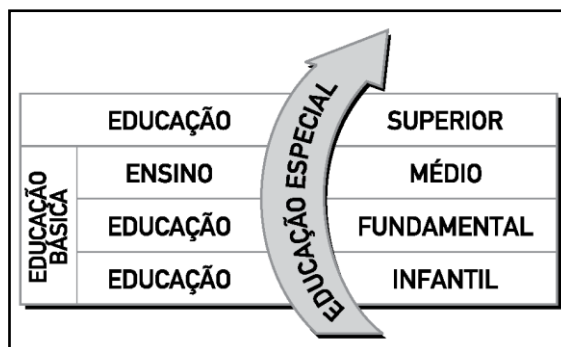 EDUCAÇÃO SUPERIOR
ENSINO MÉDIO
EDUCAÇÃO FUNDAMENTAL
EDUCAÇÃO INFANTIL
EDUCAÇÃO
BÁSICA
EDUCAÇÃO ESPECIAL